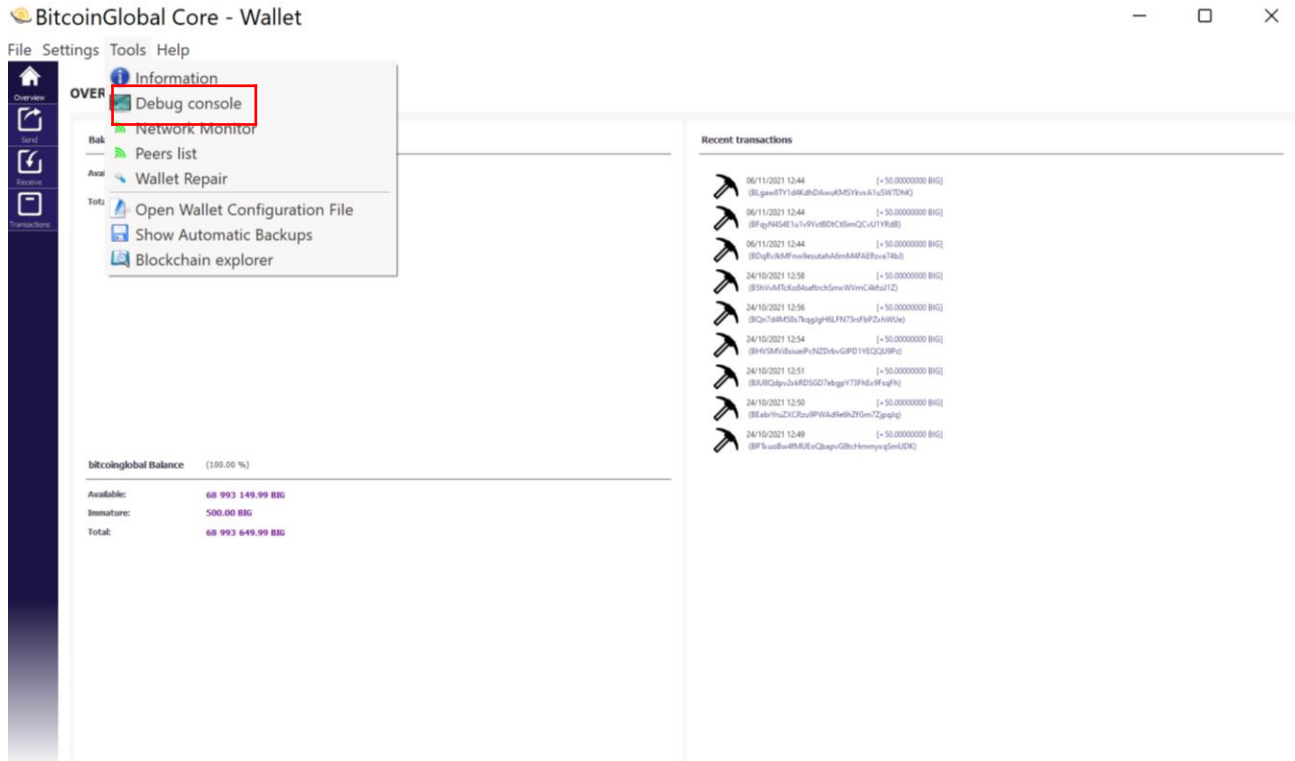 BitcoinGlobal Core - Wallet
File Settings Tools Help
Overview
Send
Receive
Transactions
Information
Debug console
Network Monitor
Peers list
Wallet Repair
Open Wallet Configuration File
Show Automatic Backups
Blockchain explorer
OVER
Bala
Avai
Tota
bitcoinglobal Balance (100.00 %)
Available: 68 993 149.99 BIG
Immature: 500.00 BIG
Total: 68 993 649.99 BIG
Recent transactions
06/11/2021 12:44 [+50.00000000 BIG]
06/11/2021 12:44 [+50.00000000 BIG]
06/11/2021 12:44 [+50.00000000 BIG]
24/10/2021 12:58 [+50.00000000 BIG]
24/10/2021 12:56 [+50.00000000 BIG]
24/10/2021 12:54 [+50.00000000 BIG]
24/10/2021 12:51 [+50.00000000 BIG]
24/10/2021 12:50 [+50.00000000 BIG]
24/10/2021 12:49 [+50.00000000 BIG]